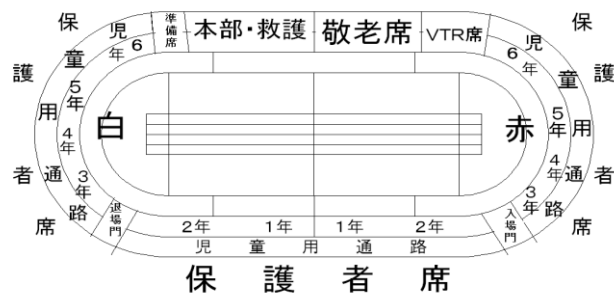 保護者席
児童用通路
6年
5年
4年
3年
準備席
本部・救護
敬老席
VTR席
保護者席
児童用通路
6年
5年
4年
3年
白
赤
退場門
2年 1年 1年 2年
入場門
児童用通路
保護者席